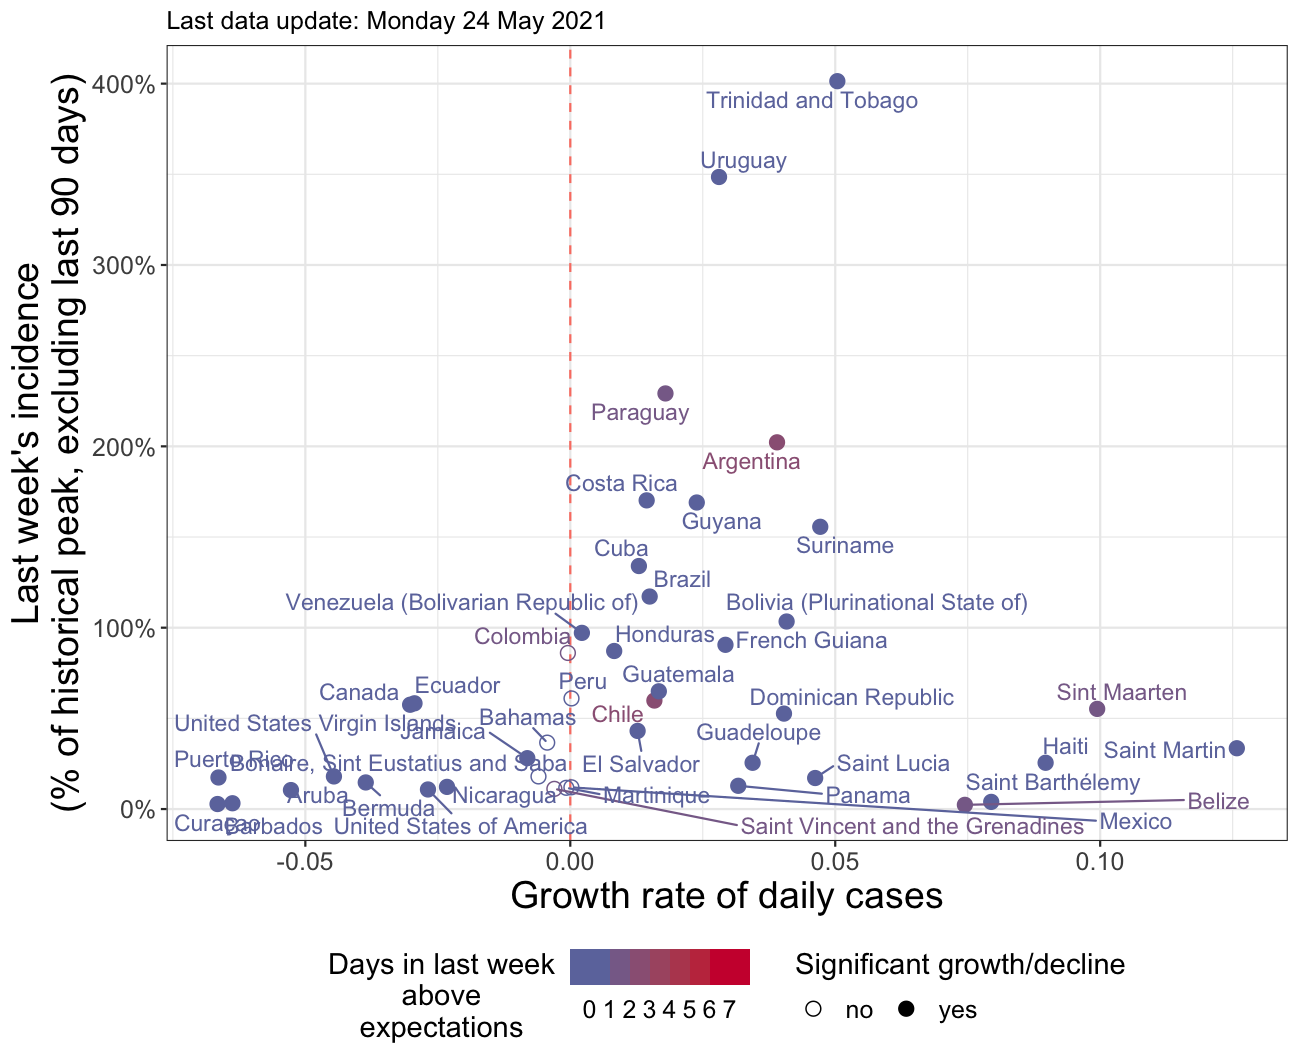 Last data update: Monday 24 May 2021
Last week's incidence
(% of historical peak, excluding last 90 days)
400%
300%
200%
100%
0%
Trinidad and Tobago
Uruguay
Paraguay
Argentina
Costa Rica
Guyana
Suriname
Cuba
Brazil
Venezuela (Bolivarian Republic of)
Bolivia (Plurinational State of)
Colombia
Honduras
French Guiana
Guatemala
Peru
Canada
Ecuador
Dominican Republic
Sint Maarten
Chile
Bahamas
United States Virgin Islands
Jamaica
Guadeloupe
Haiti
Saint Martin
Puerto Rico
Bonaire, Sint Eustatius and Saba
El Salvador
Saint Lucia
Saint Barthélemy
Aruba
Bermuda
Nicaragua
Martinique
Panama
Belize
Curaçao
Barbados
United States of America
Saint Vincent and the Grenadines
Mexico
-0.05
0.00
0.05
0.10
Growth rate of daily cases
Days in last week
above
expectations
0 1 2 3 4 5 6 7
Significant growth/decline
no
yes